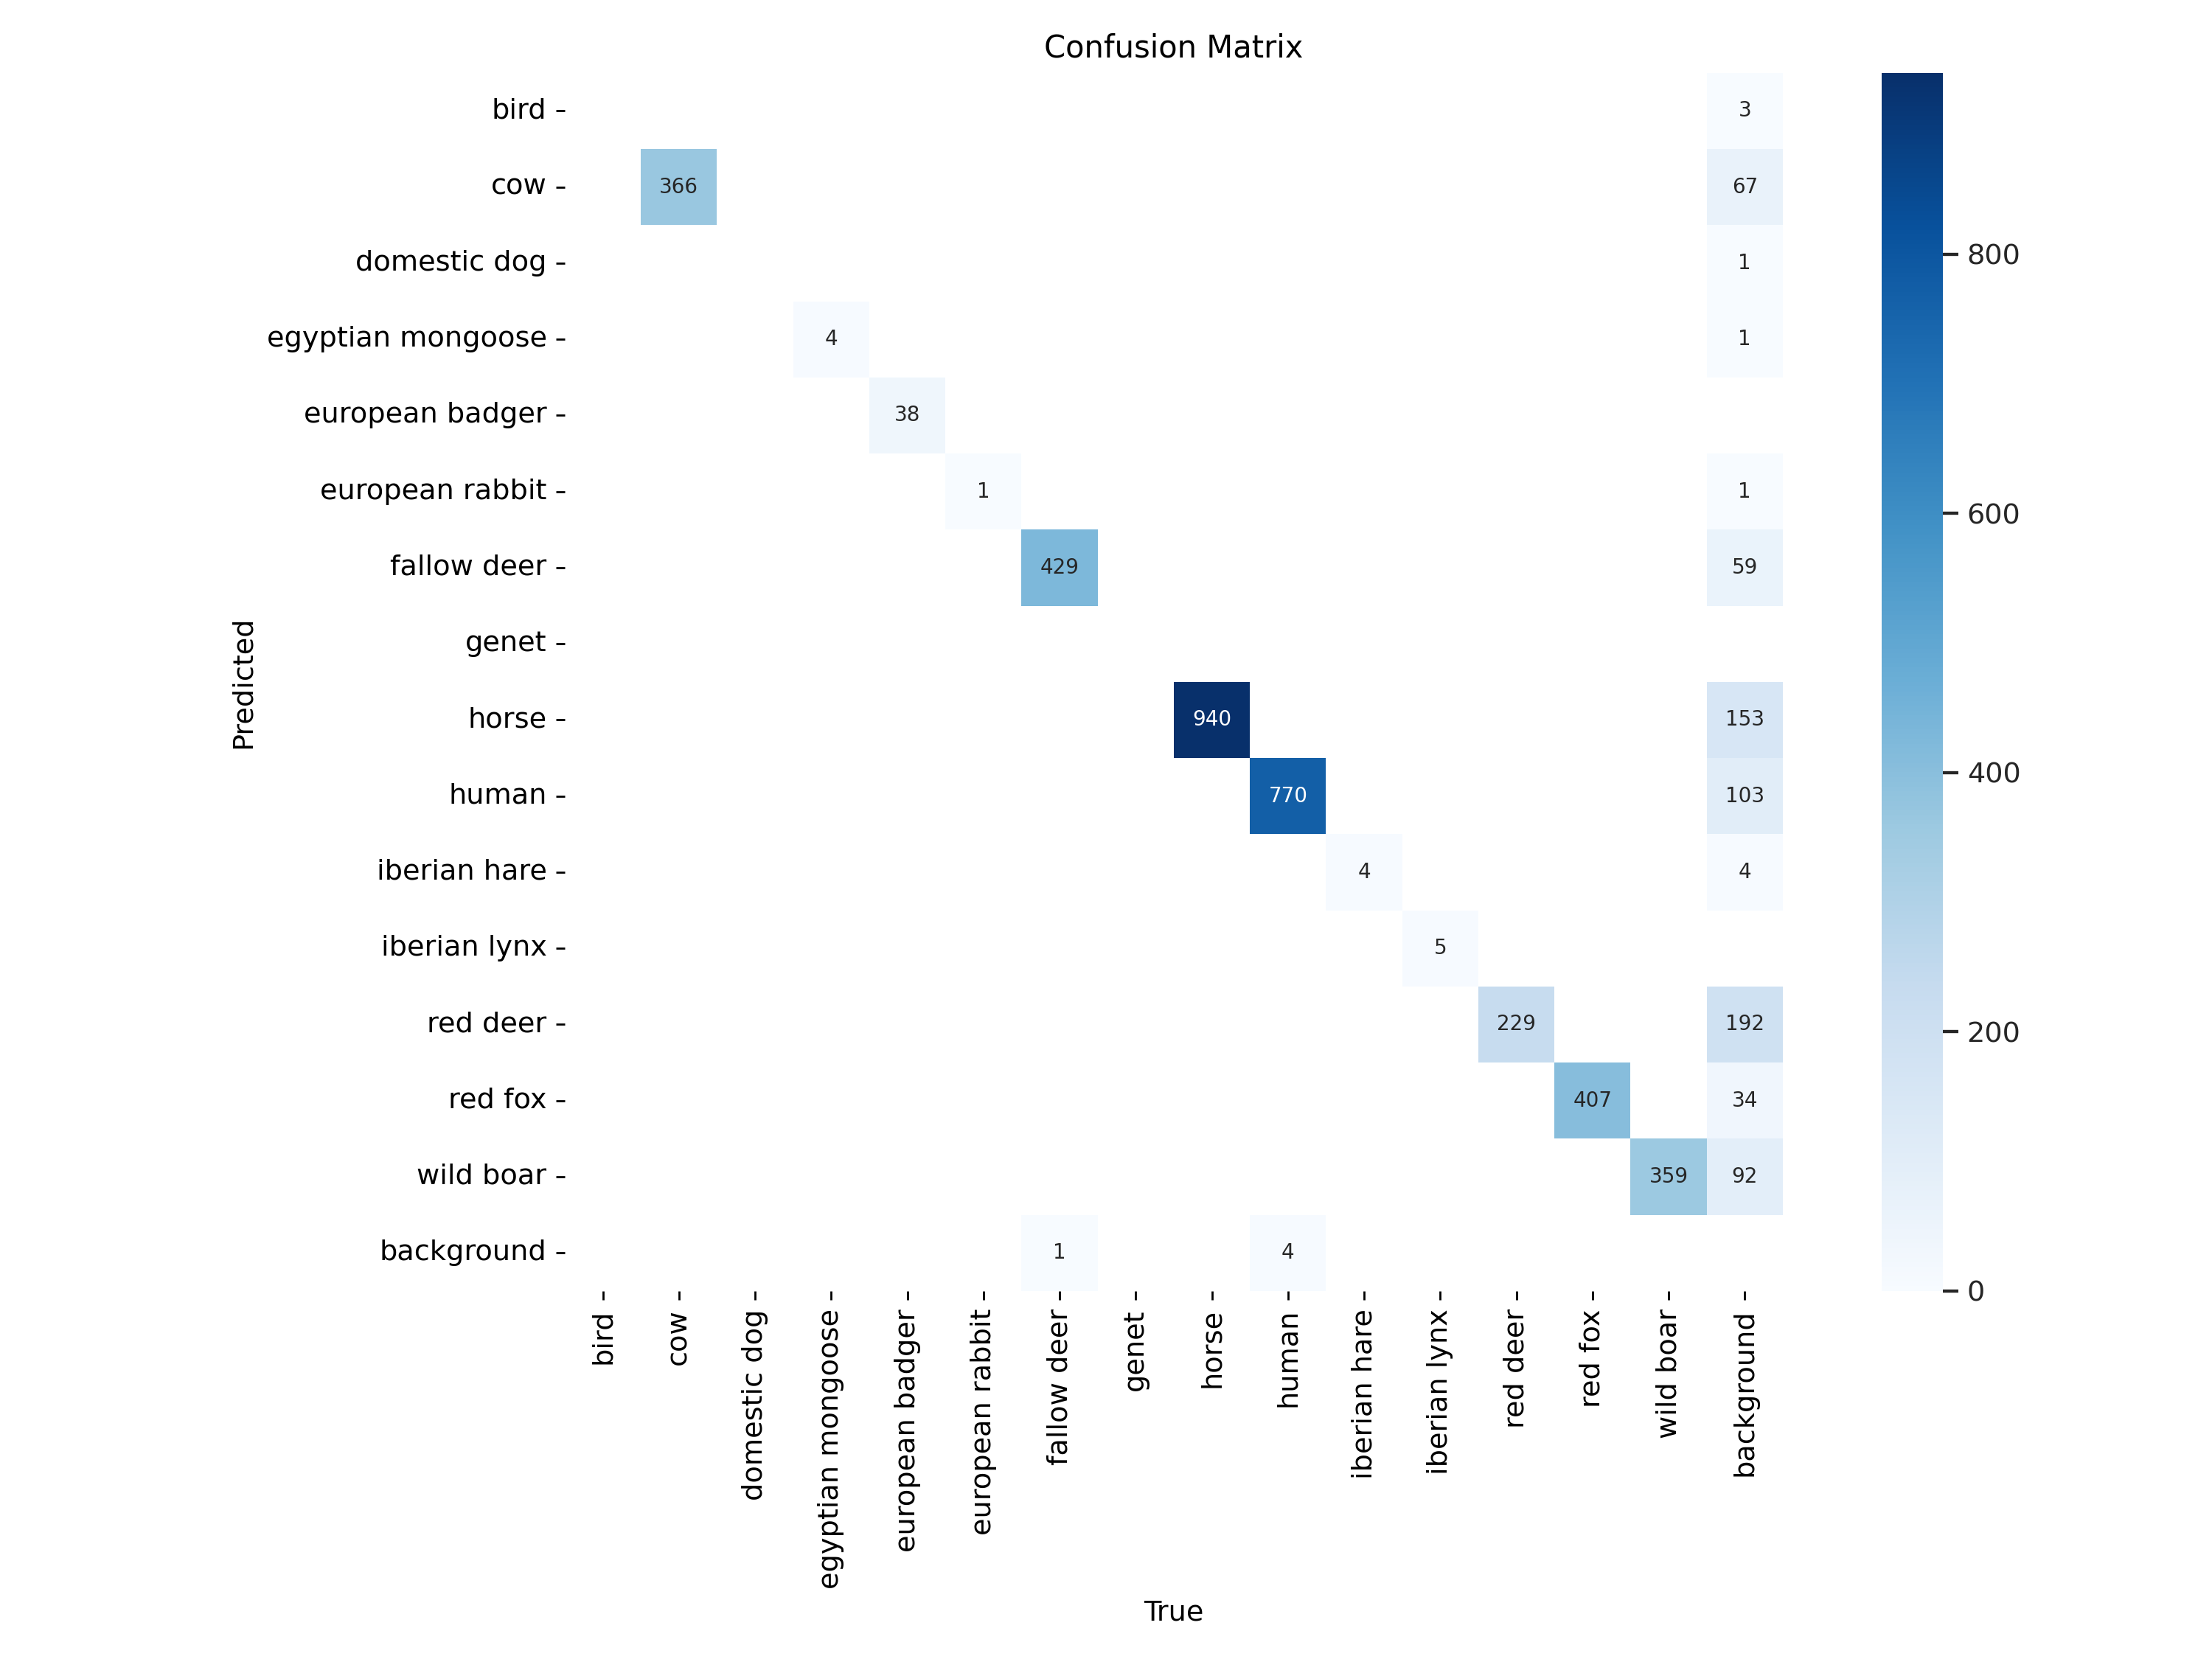 Confusion Matrix
bird 3
cow 366 67
domestic dog 1
800
egyptian mongoose 4 1
european badger 38
european rabbit 1 1
600
fallow deer 429 59
genet
Predicted
horse 940 153
human 770 103
400
iberian hare 4 4
iberian lynx 5
red deer 229 192
200
red fox 407 34
wild boar 359 92
background 1 4
0
bird
cow
domestic dog
egyptian mongoose
european badger
european rabbit
fallow deer
genet
horse
human
iberian hare
iberian lynx
red deer
red fox
wild boar
background
True